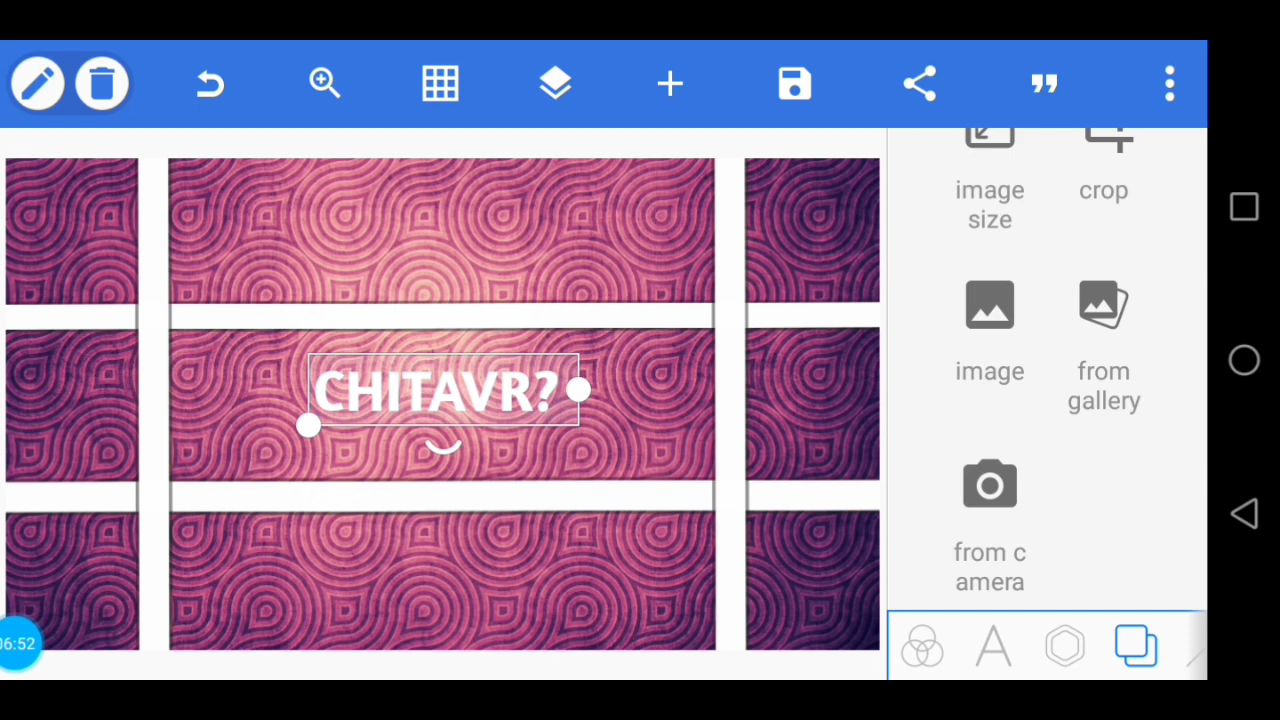 image
size
crop
CHITAVR?
image
from
gallery
from c
amera
06:52